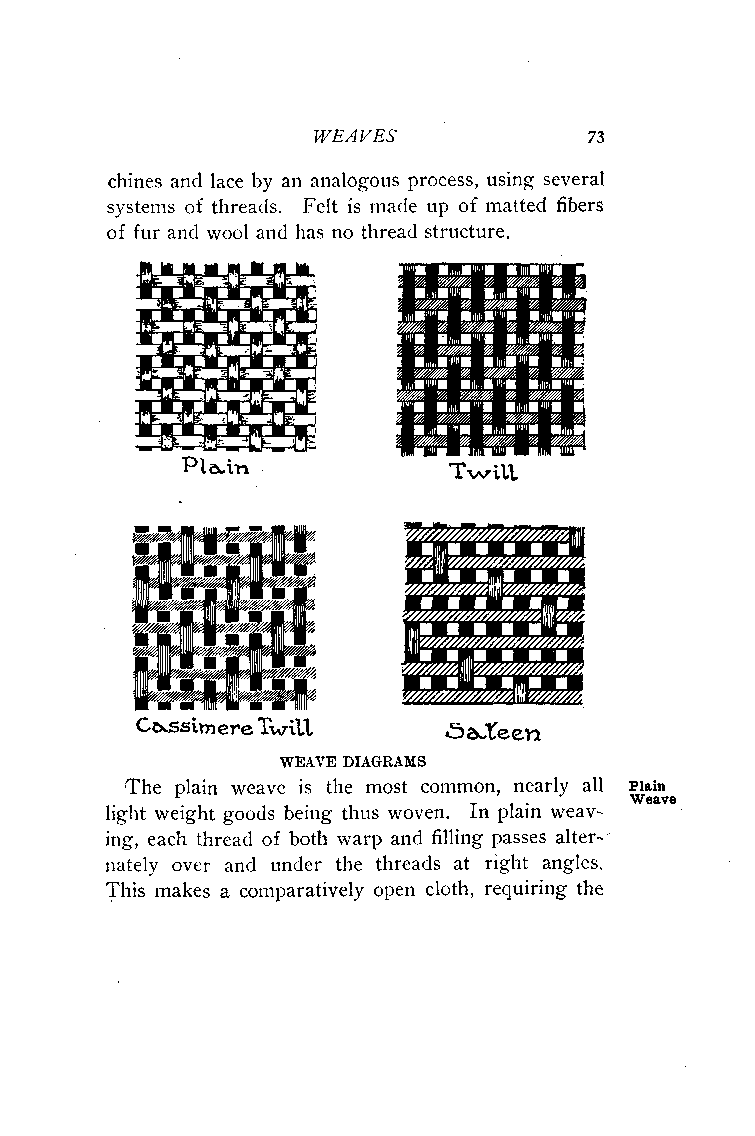 WEAVES 73
chines and lace by an analogous process, using several
systems of threads. Felt is made up of matted fibers
of fur and wool and has no thread structure.
Plain
Twill
Cassimere Twill
Sateen
WEAVE DIAGRAMS
The plain weave is the most common, nearly all
light weight goods being thus woven. In plain weav-
ing, each thread of both warp and filling passes alter-
nately over and under the threads at right angles.
This makes a comparatively open cloth, requiring the
Plain
Weave